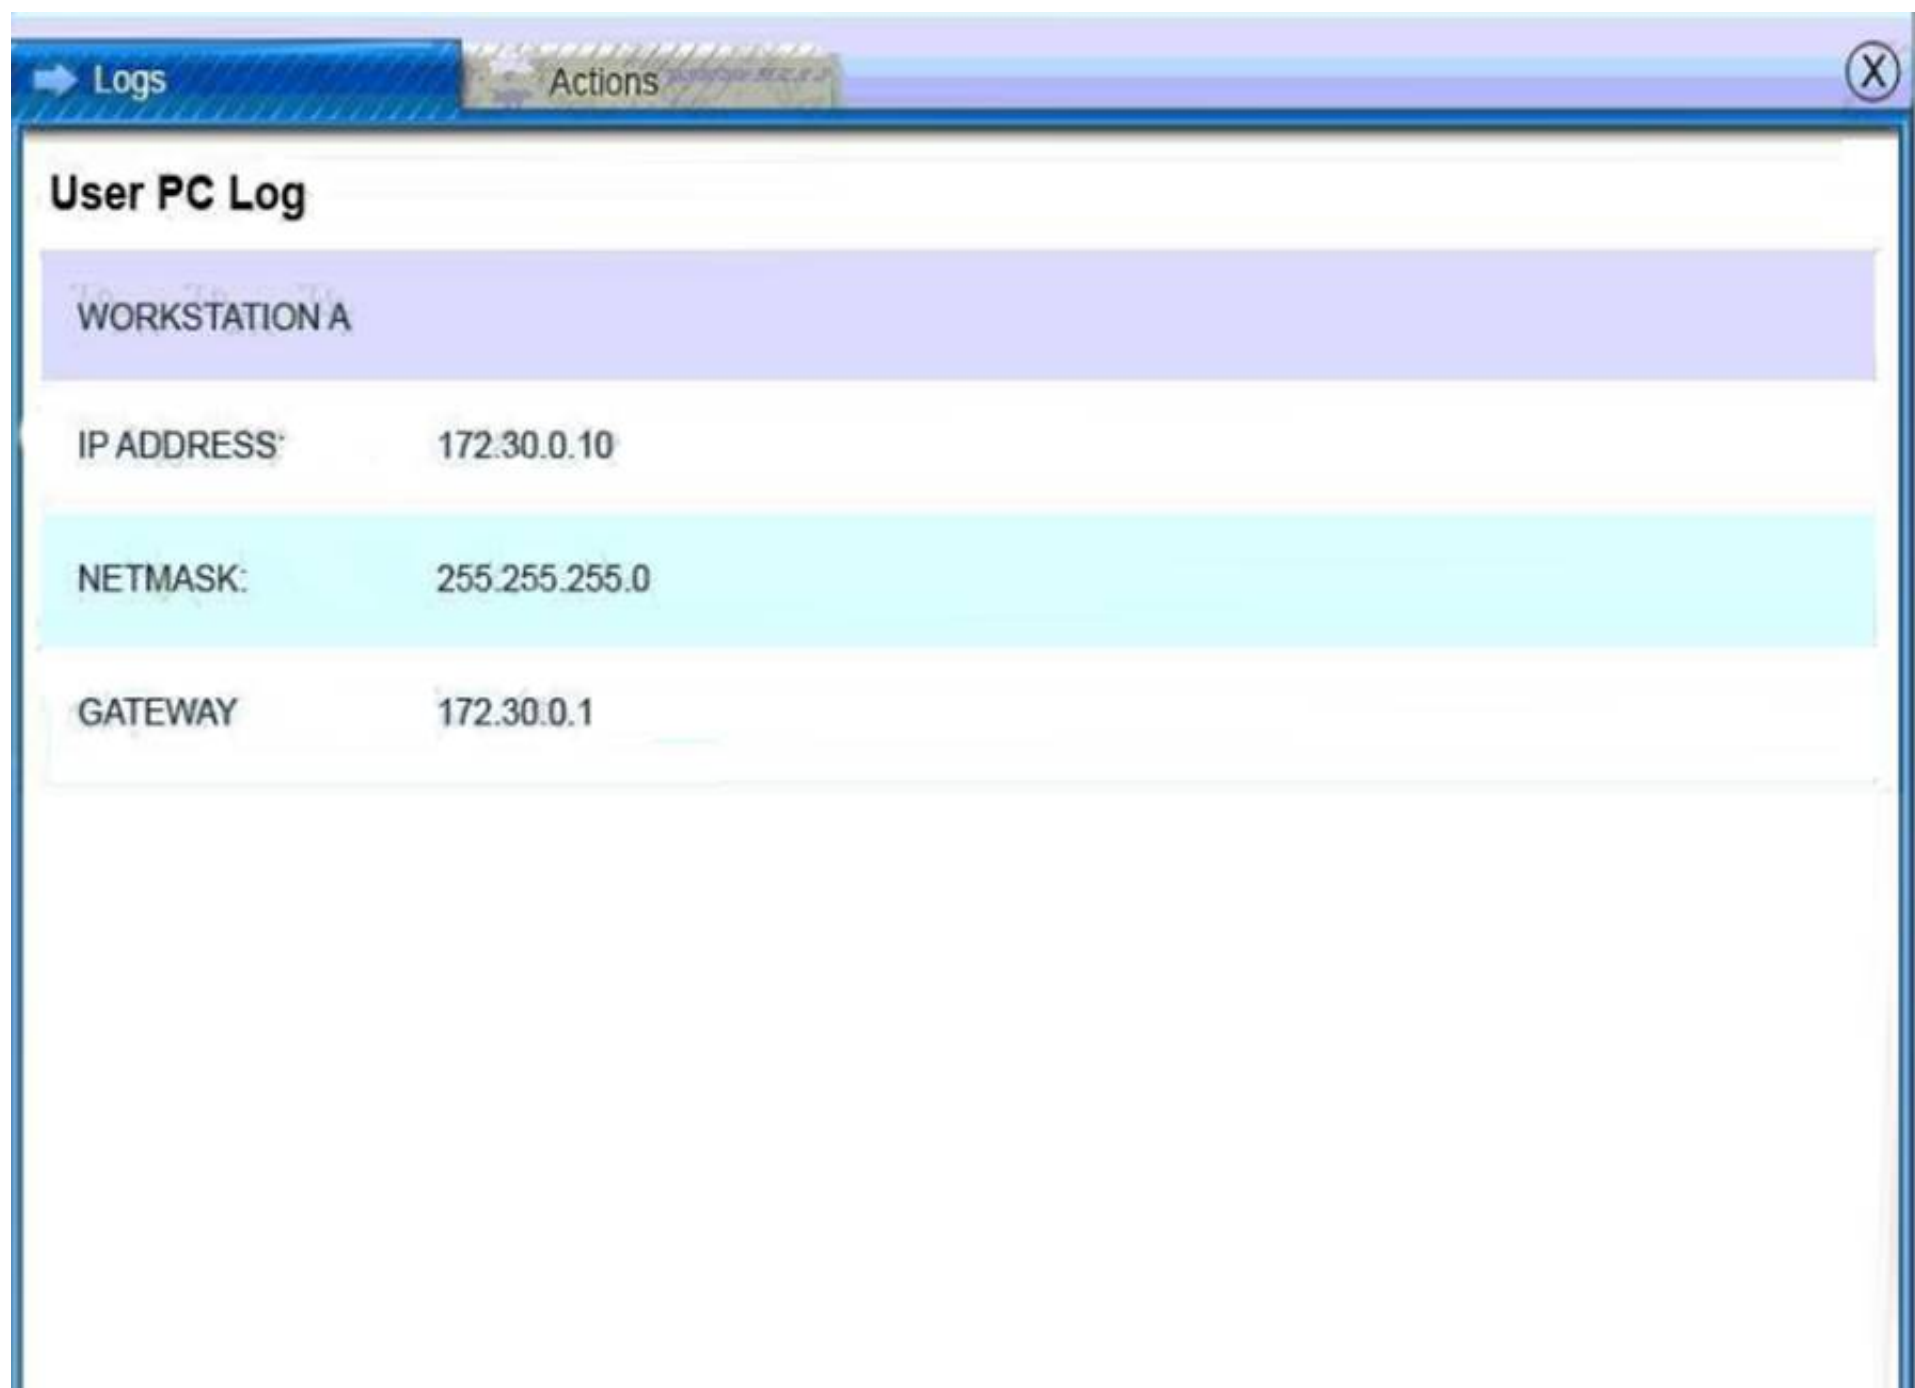 Logs
Actions
X
User PC Log
WORKSTATION A
IP ADDRESS: 172.30.0.10
NETMASK: 255.255.255.0
GATEWAY 172.30.0.1